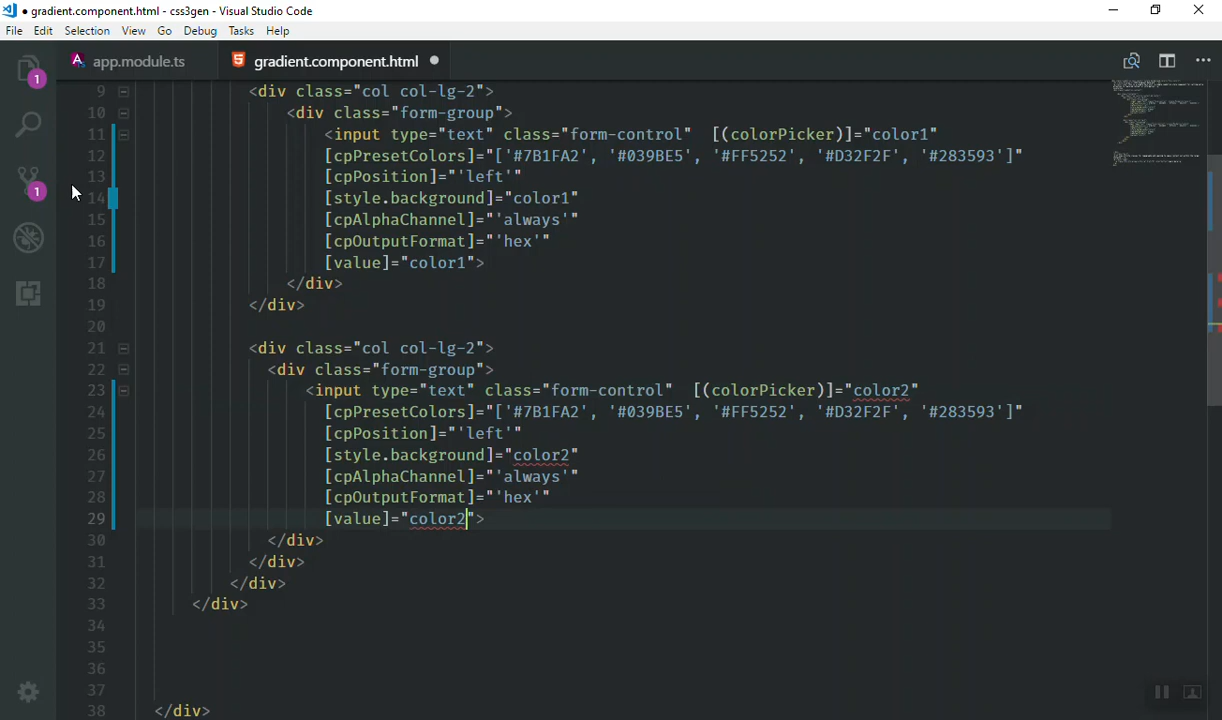 ● gradient.component.html - css3gen - Visual Studio Code
File Edit Selection View Go Debug Tasks Help
1
app.module.ts
gradient.component.html
1
9 <div class="col col-lg-2">
10 <div class="form-group">
11 <input type="text" class="form-control" [(colorPicker)]="color1"
12 [cpPresetColors]="['#7B1FA2', '#039BE5', '#FF5252', '#D32F2F', '#283593']"
13 [cpPosition]="'left'"
14 [style.background]="color1"
15 [cpAlphaChannel]="'always'"
16 [cpOutputFormat]="'hex'"
17 [value]="color1">
18 </div>
19 </div>
20
21 <div class="col col-lg-2">
22 <div class="form-group">
23 <input type="text" class="form-control" [(colorPicker)]="color2"
24 [cpPresetColors]="['#7B1FA2', '#039BE5', '#FF5252', '#D32F2F', '#283593']"
25 [cpPosition]="'left'"
26 [style.background]="color2"
27 [cpAlphaChannel]="'always'"
28 [cpOutputFormat]="'hex'"
29 [value]="color2">
30 </div>
31 </div>
32 </div>
33 </div>
34
35
36
37
38 </div>